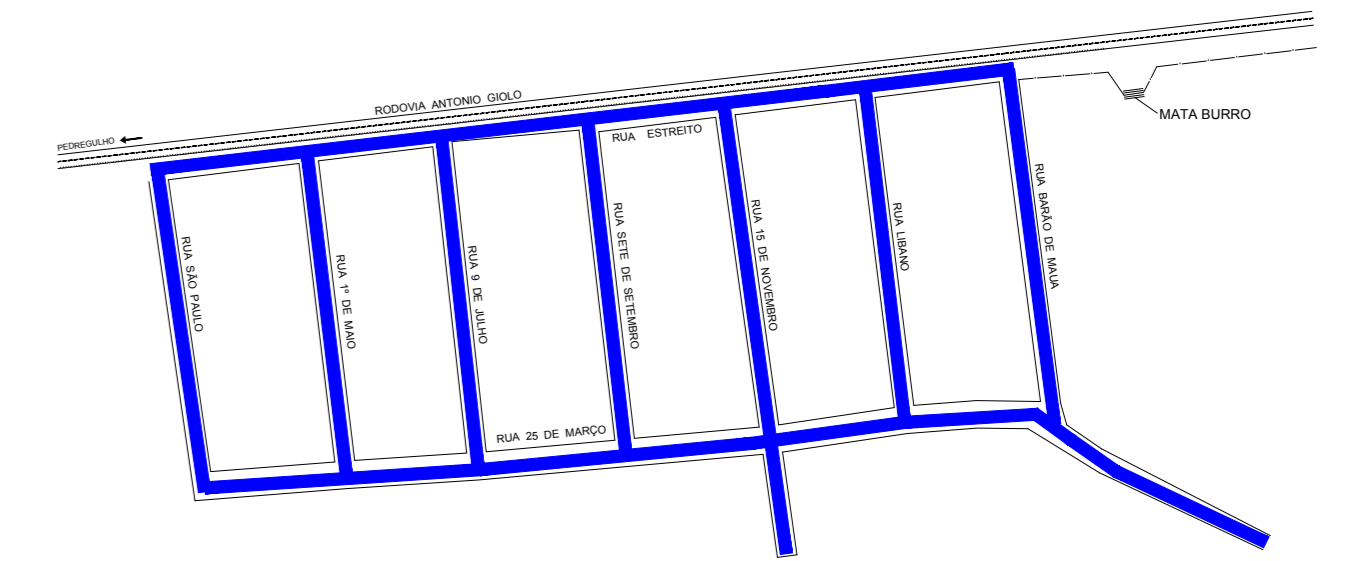 RODOVIA ANTONIO GIOLO
PEDREGULHO
MATA BURRO
RUA ESTREITO
RUA SÃO PAULO
RUA 1º DE MAIO
RUA 9 DE JULHO
RUA SETE DE SETEMBRO
RUA 15 DE NOVEMBRO
RUA LIBANO
RUA BARÃO DE MAUA
RUA 25 DE MARÇO